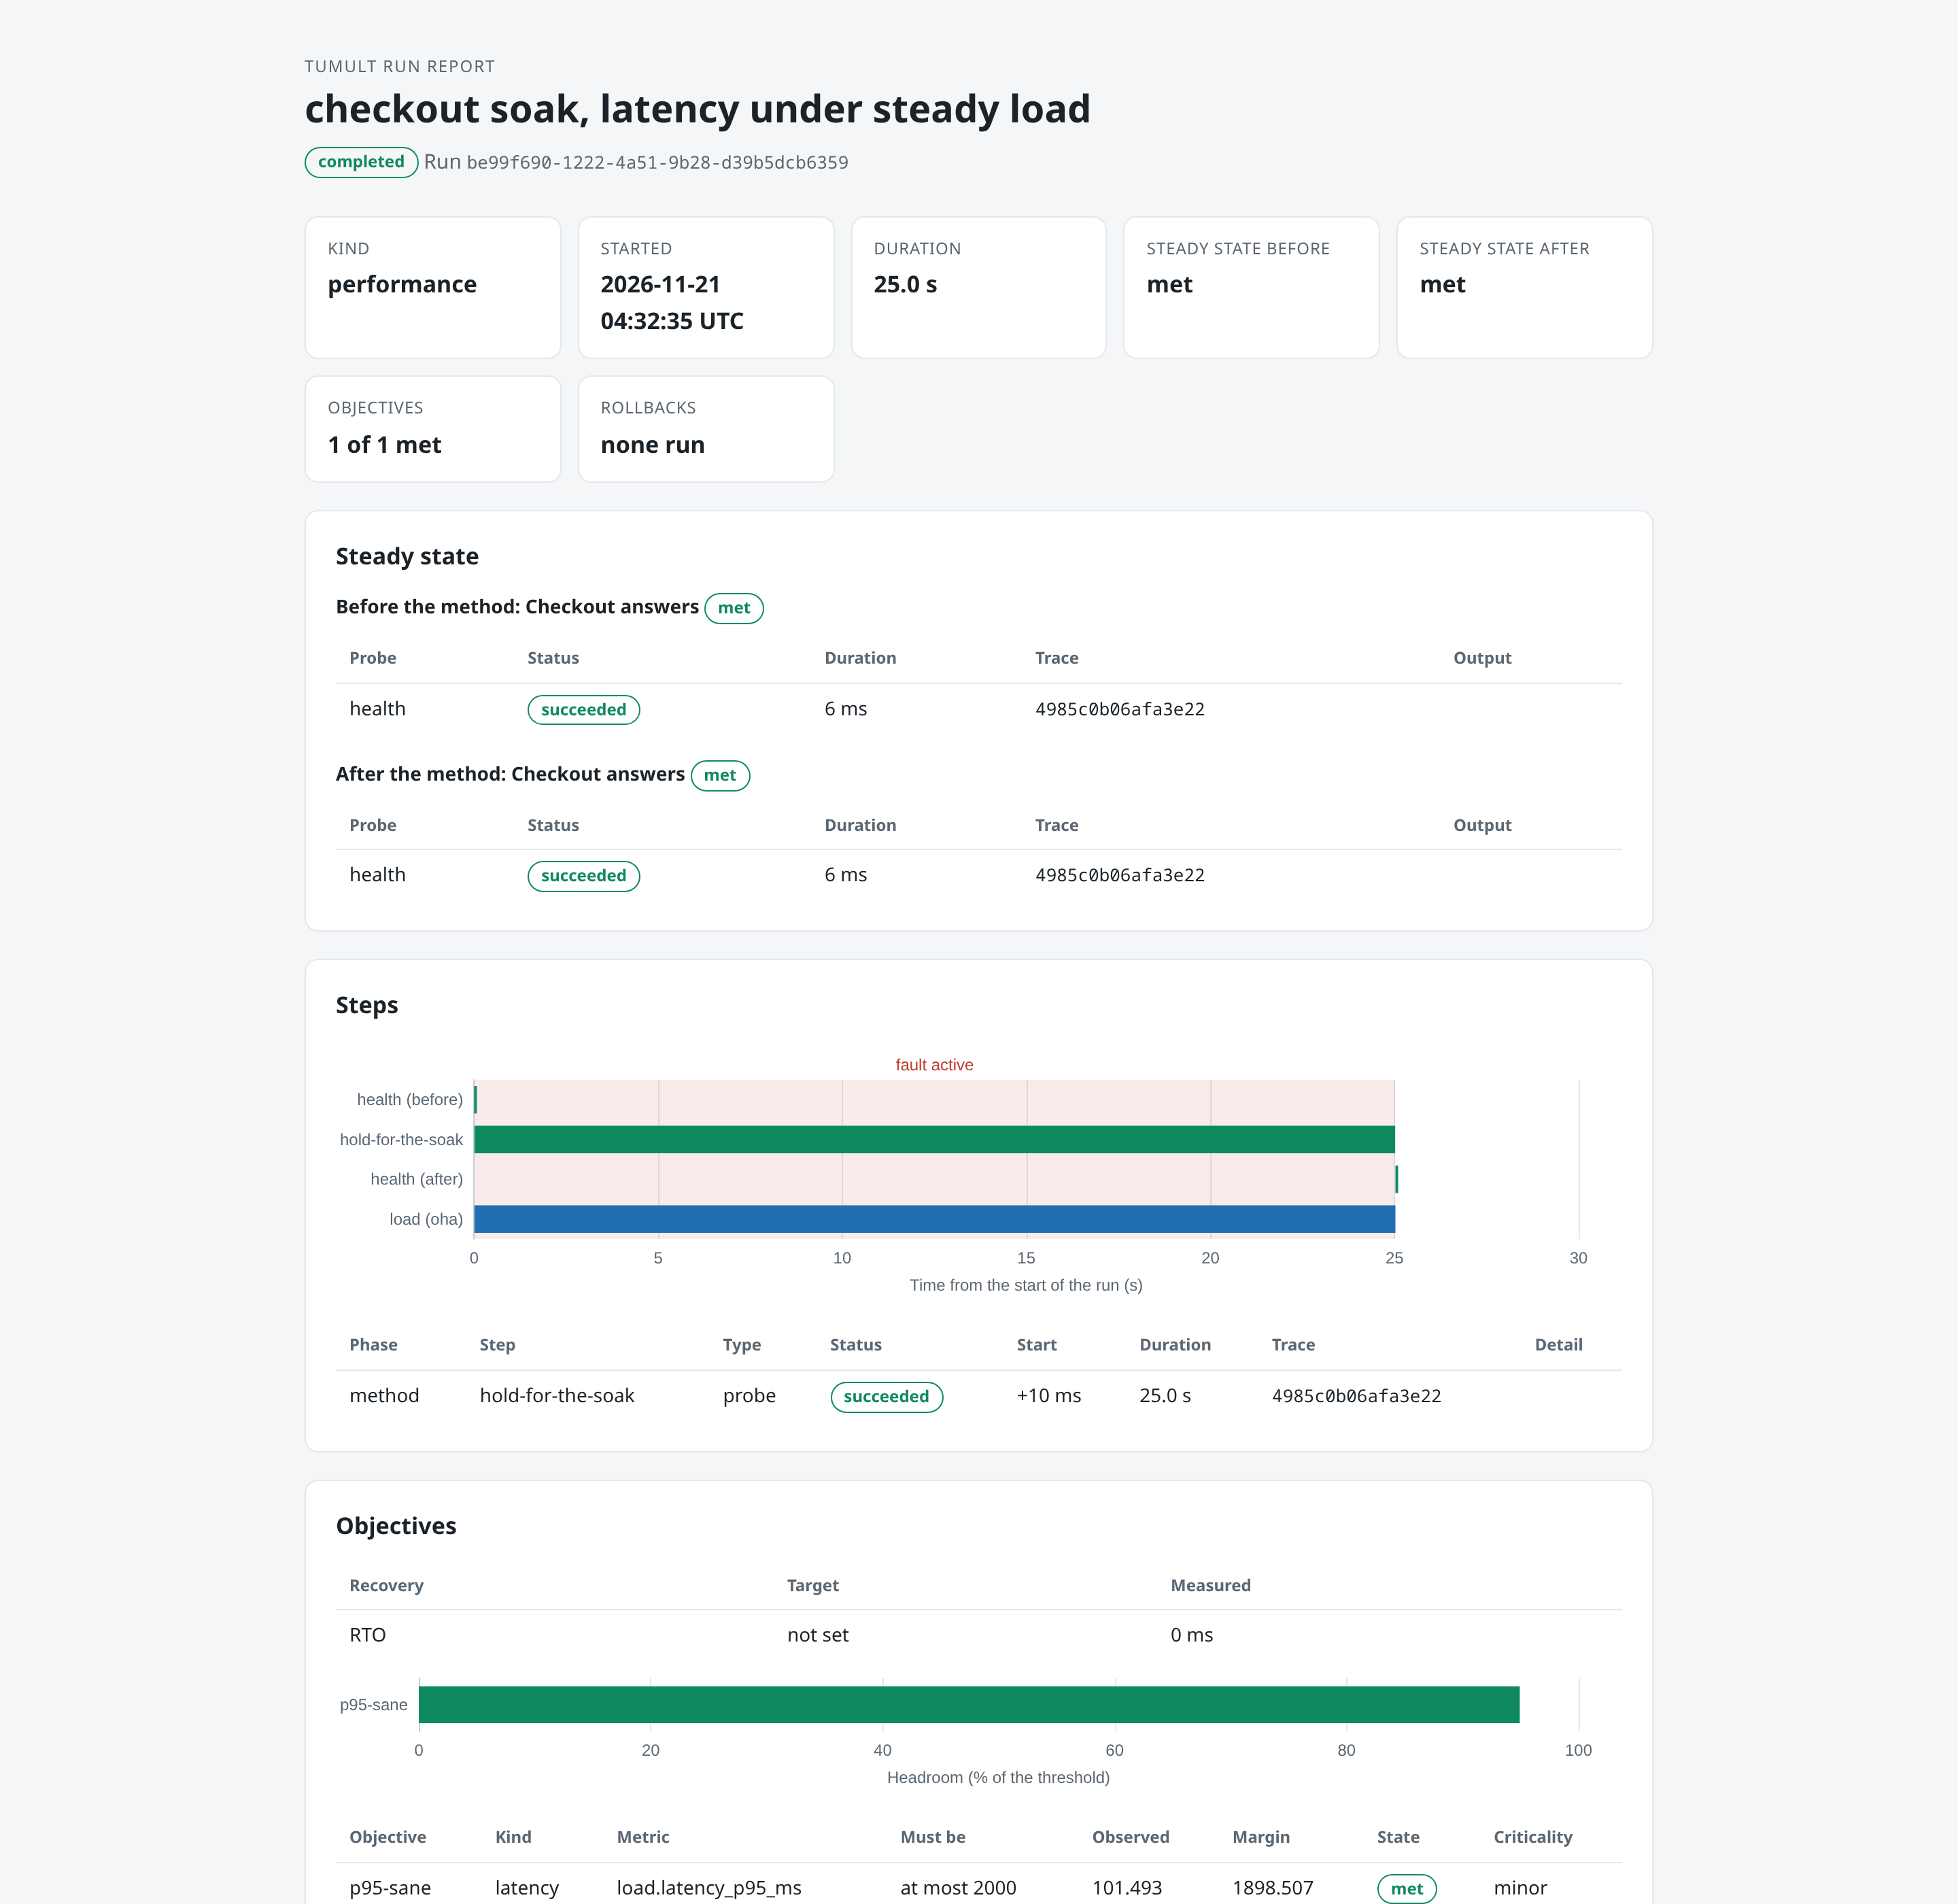 TUMULT RUN REPORT
checkout soak, latency under steady load
completed Run be99f690-1222-4a51-9b28-d39b5dcb6359
KIND
performance
STARTED
2026-11-21
04:32:35 UTC
DURATION
25.0 s
STEADY STATE BEFORE
met
STEADY STATE AFTER
met
OBJECTIVES
1 of 1 met
ROLLBACKS
none run
Steady state
Before the method: Checkout answers met
Probe Status Duration Trace Output
health succeeded 6 ms 4985c0b06afa3e22
After the method: Checkout answers met
Probe Status Duration Trace Output
health succeeded 6 ms 4985c0b06afa3e22
Steps
fault active
health (before)
hold-for-the-soak
health (after)
load (oha)
0 5 10 15 20 25 30
Time from the start of the run (s)
Phase Step Type Status Start Duration Trace Detail
method hold-for-the-soak probe succeeded +10 ms 25.0 s 4985c0b06afa3e22
Objectives
Recovery Target Measured
RTO not set 0 ms
p95-sane
0 20 40 60 80 100
Headroom (% of the threshold)
Objective Kind Metric Must be Observed Margin State Criticality
p95-sane latency load.latency_p95_ms at most 2000 101.493 1898.507 met minor